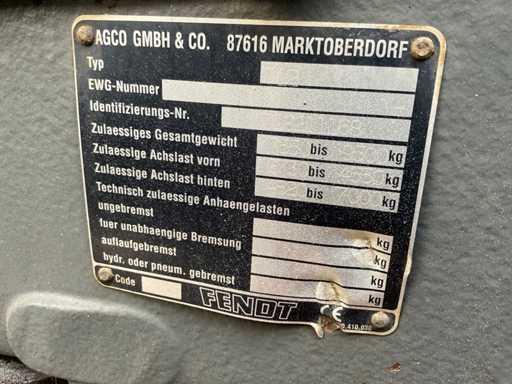 AGCO GMBH & CO. 87616 MARKTOBERDORF
Typ
EWG-Nummer
Identifizierungs-Nr.
Zulaessiges Gesamtgewicht bis kg
Zulaessige Achslast vorn bis kg
Zulaessige Achslast hinten bis kg
Technisch zulaessige Anhaengelasten
ungebremst kg
fuer unabhaengige Bremsung kg
auflaufgebremst kg
hydr. oder pneum. gebremst kg
Code FENDT CE